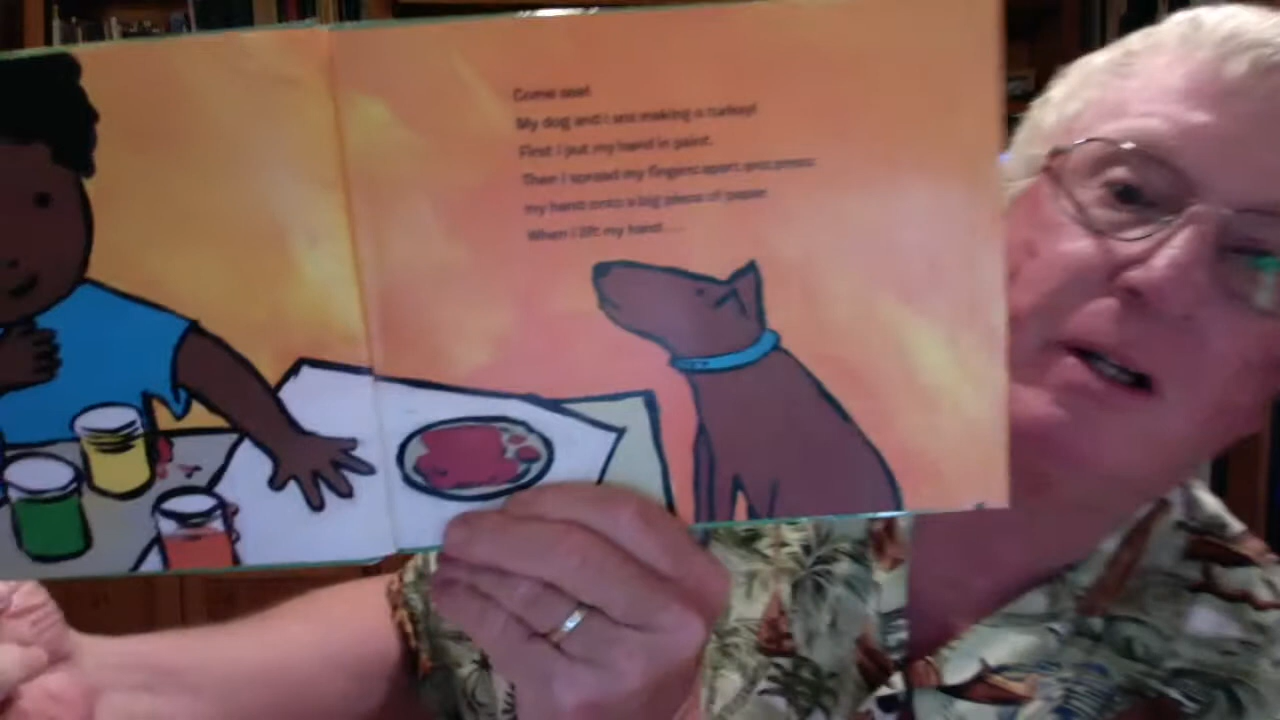 Come see!
My dog and I are making a turkey!
First I put my hand in paint.
Then I spread my fingers apart and press
my hand onto a big piece of paper.
When I lift my hand . . .